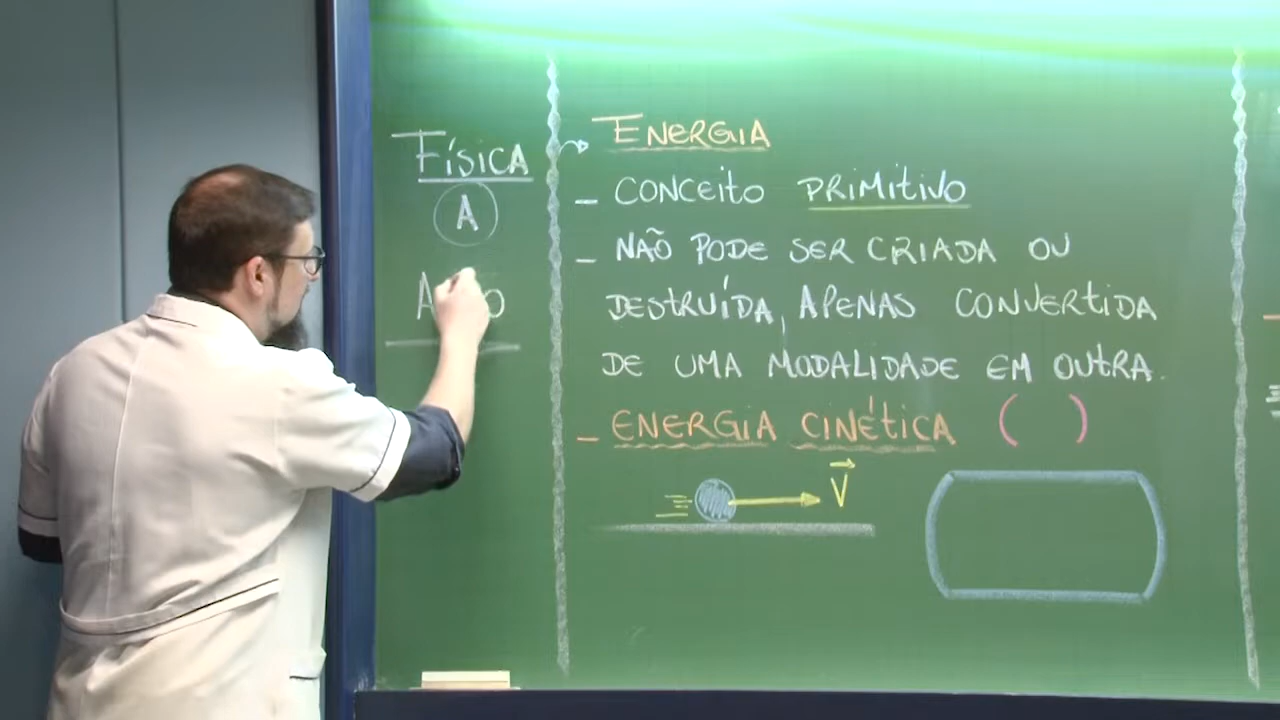 FÍSICA
A
ENERGIA
- CONCEITO PRIMITIVO
- NÃO PODE SER CRIADA OU
DESTRUÍDA, APENAS CONVERTIDA
DE UMA MODALIDADE EM OUTRA.
- ENERGIA CINÉTICA ( )
V